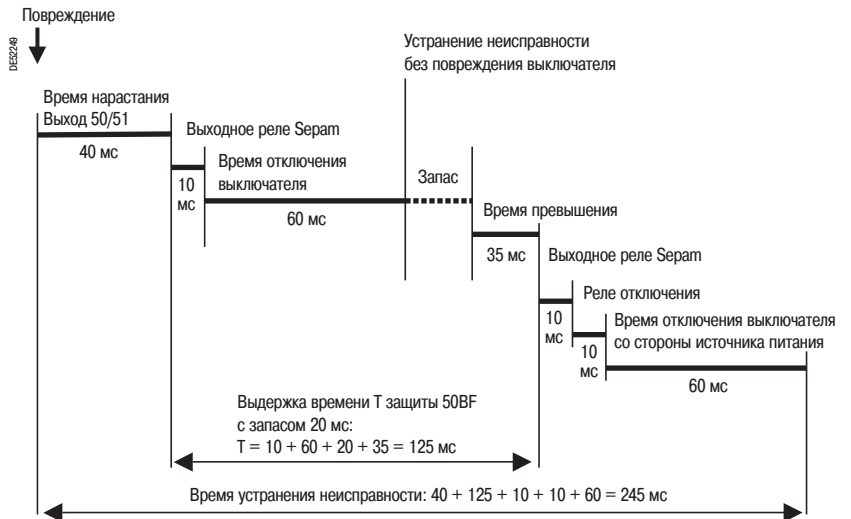 Повреждение
DE52249
Устранение неисправности
без повреждения выключателя
Время нарастания
Выход 50/51
40 мс
Выходное реле Sepam
10
мс
Время отключения
выключателя
60 мс
Запас
Время превышения
35 мс
Выходное реле Sepam
10
мс
Реле отключения
10
мс
Время отключения выключателя
со стороны источника питания
60 мс
Выдержка времени T защиты 50BF
с запасом 20 мс:
T = 10 + 60 + 20 + 35 = 125 мс
Время устранения неисправности: 40 + 125 + 10 + 10 + 60 = 245 мс